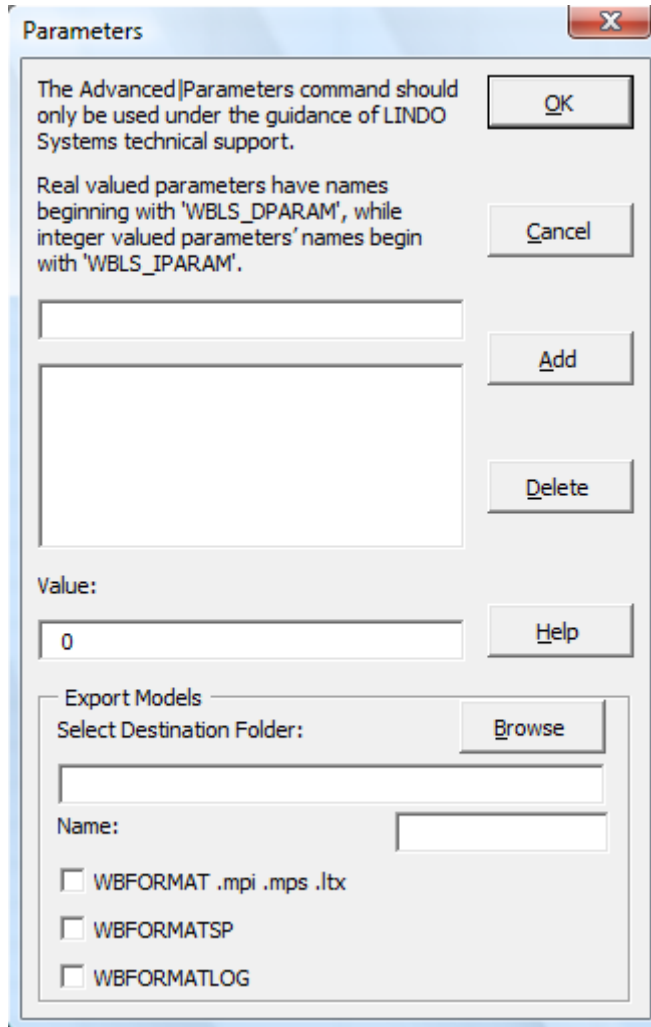 Parameters
The Advanced|Parameters command should
only be used under the guidance of LINDO
Systems technical support.
OK
Real valued parameters have names
beginning with 'WBLS_DPARAM', while
integer valued parameters’ names begin
with 'WBLS_IPARAM'.
Cancel
Add
Delete
Value:
0
Help
Export Models
Select Destination Folder:
Browse
Name:
WBFORMAT .mpi .mps .ltx
WBFORMATSP
WBFORMATLOG